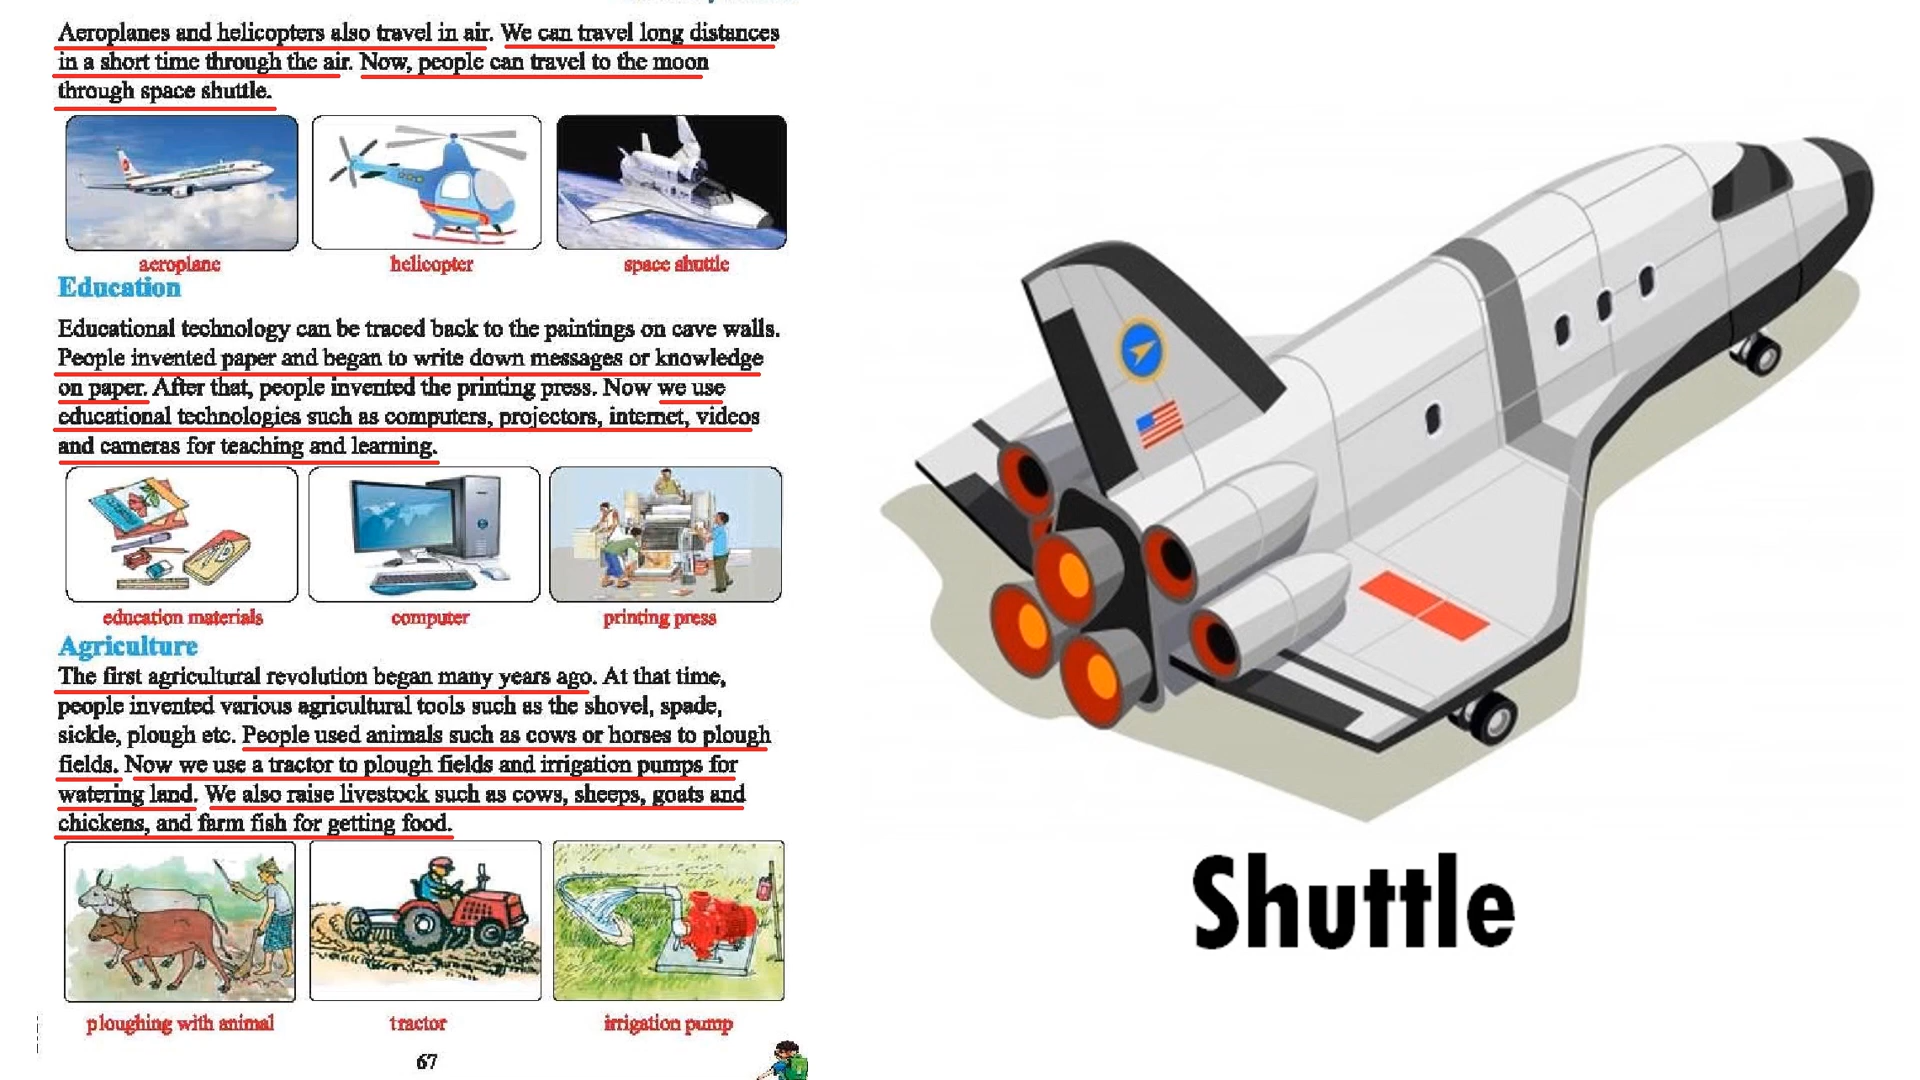 Aeroplanes and helicopters also travel in air. We can travel long distances
in a short time through the air. Now, people can travel to the moon
through space shuttle.
aeroplane
helicopter
space shuttle
Education
Educational technology can be traced back to the paintings on cave walls.
People invented paper and began to write down messages or knowledge
on paper. After that, people invented the printing press. Now we use
educational technologies such as computers, projectors, internet, videos
and cameras for teaching and learning.
education materials
computer
printing press
Agriculture
The first agricultural revolution began many years ago. At that time,
people invented various agricultural tools such as the shovel, spade,
sickle, plough etc. People used animals such as cows or horses to plough
fields. Now we use a tractor to plough fields and irrigation pumps for
watering land. We also raise livestock such as cows, sheeps, goats and
chickens, and farm fish for getting food.
ploughing with animal
tractor
irrigation pump
67
Shuttle